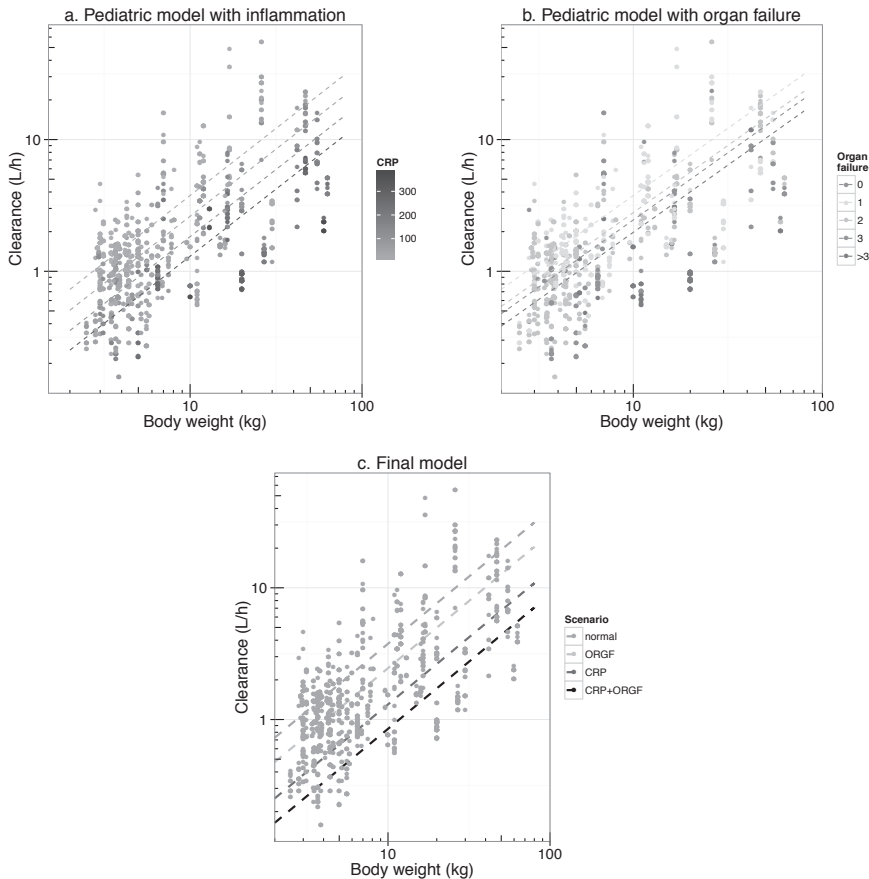 a. Pediatric model with inflammation
Clearance (L/h)
10
1
10
100
Body weight (kg)
CRP
300
200
100
b. Pediatric model with organ failure
Clearance (L/h)
10
1
10
100
Body weight (kg)
Organ
failure
0
1
2
3
>3
c. Final model
Clearance (L/h)
10
1
10
100
Body weight (kg)
Scenario
normal
ORGF
CRP
CRP+ORGF